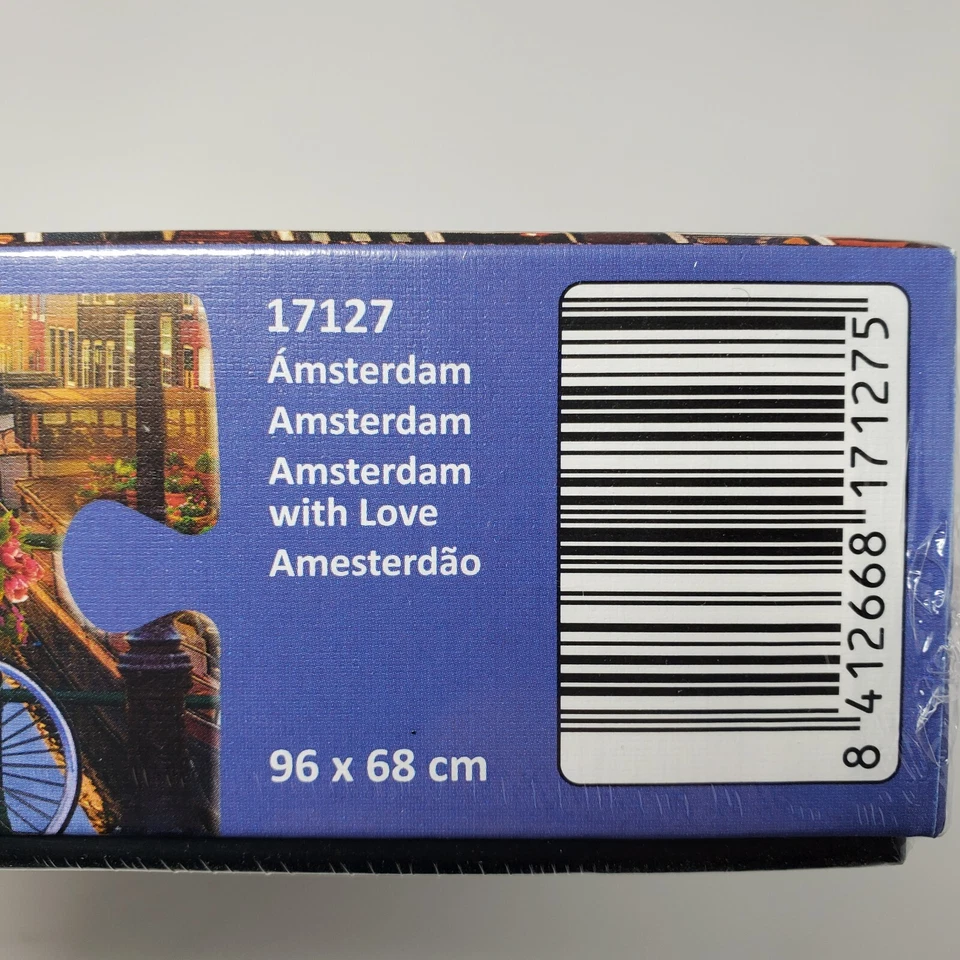 17127
Ámsterdam
Amsterdam
Amsterdam
with Love
Amesterdão
96 x 68 cm
8 412668 171275